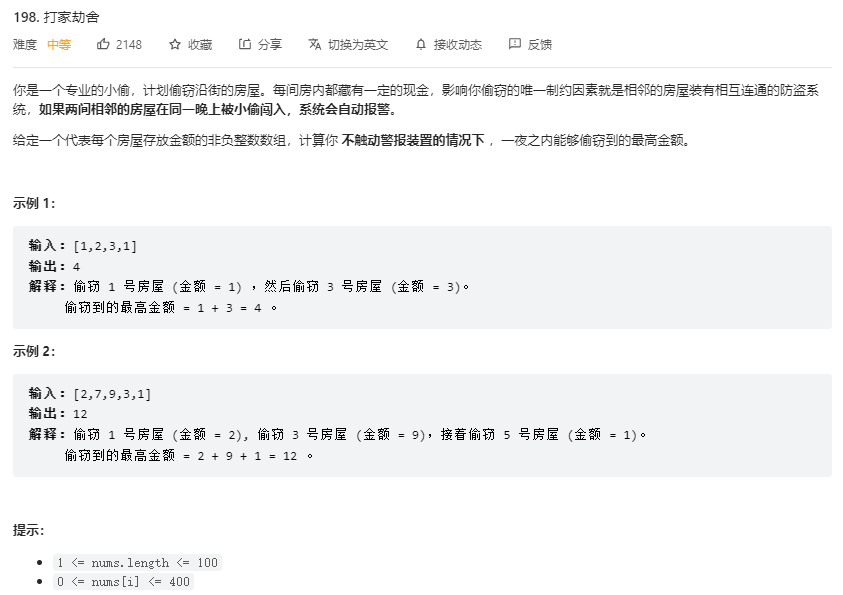 198. 打家劫舍
难度 中等 2148 收藏 分享 切换为英文 接收动态 反馈
你是一个专业的小偷，计划偷窃沿街的房屋。每间房内都藏有一定的现金，影响你偷窃的唯一制约因素就是相邻的房屋装有相互连通的防盗系
统，如果两间相邻的房屋在同一晚上被小偷闯入，系统会自动报警。
给定一个代表每个房屋存放金额的非负整数数组，计算你 不触动警报装置的情况下 ，一夜之内能够偷窃到的最高金额。
示例 1：
输入：[1,2,3,1]
输出：4
解释：偷窃 1 号房屋 (金额 = 1) ，然后偷窃 3 号房屋 (金额 = 3)。
偷窃到的最高金额 = 1 + 3 = 4 。
示例 2：
输入：[2,7,9,3,1]
输出：12
解释：偷窃 1 号房屋 (金额 = 2), 偷窃 3 号房屋 (金额 = 9)，接着偷窃 5 号房屋 (金额 = 1)。
偷窃到的最高金额 = 2 + 9 + 1 = 12 。
提示：
1 <= nums.length <= 100
0 <= nums[i] <= 400